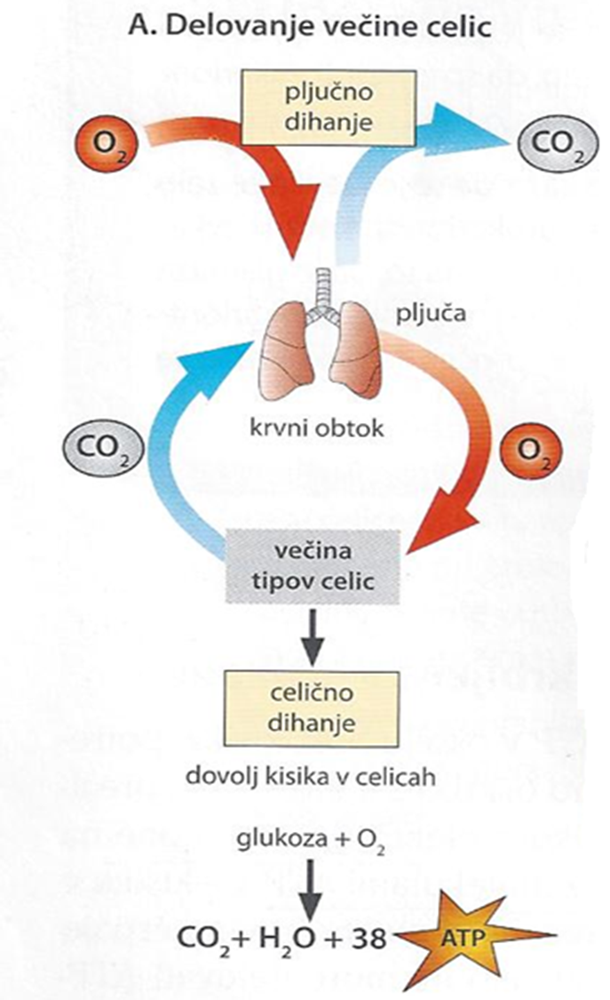 A. Delovanje večine celic
pljučno
dihanje
O₂
CO₂
pljuča
krvni obtok
CO₂
O₂
večina
tipov celic
celično
dihanje
dovolj kisika v celicah
glukoza + O₂
CO₂+ H₂O + 38 ATP